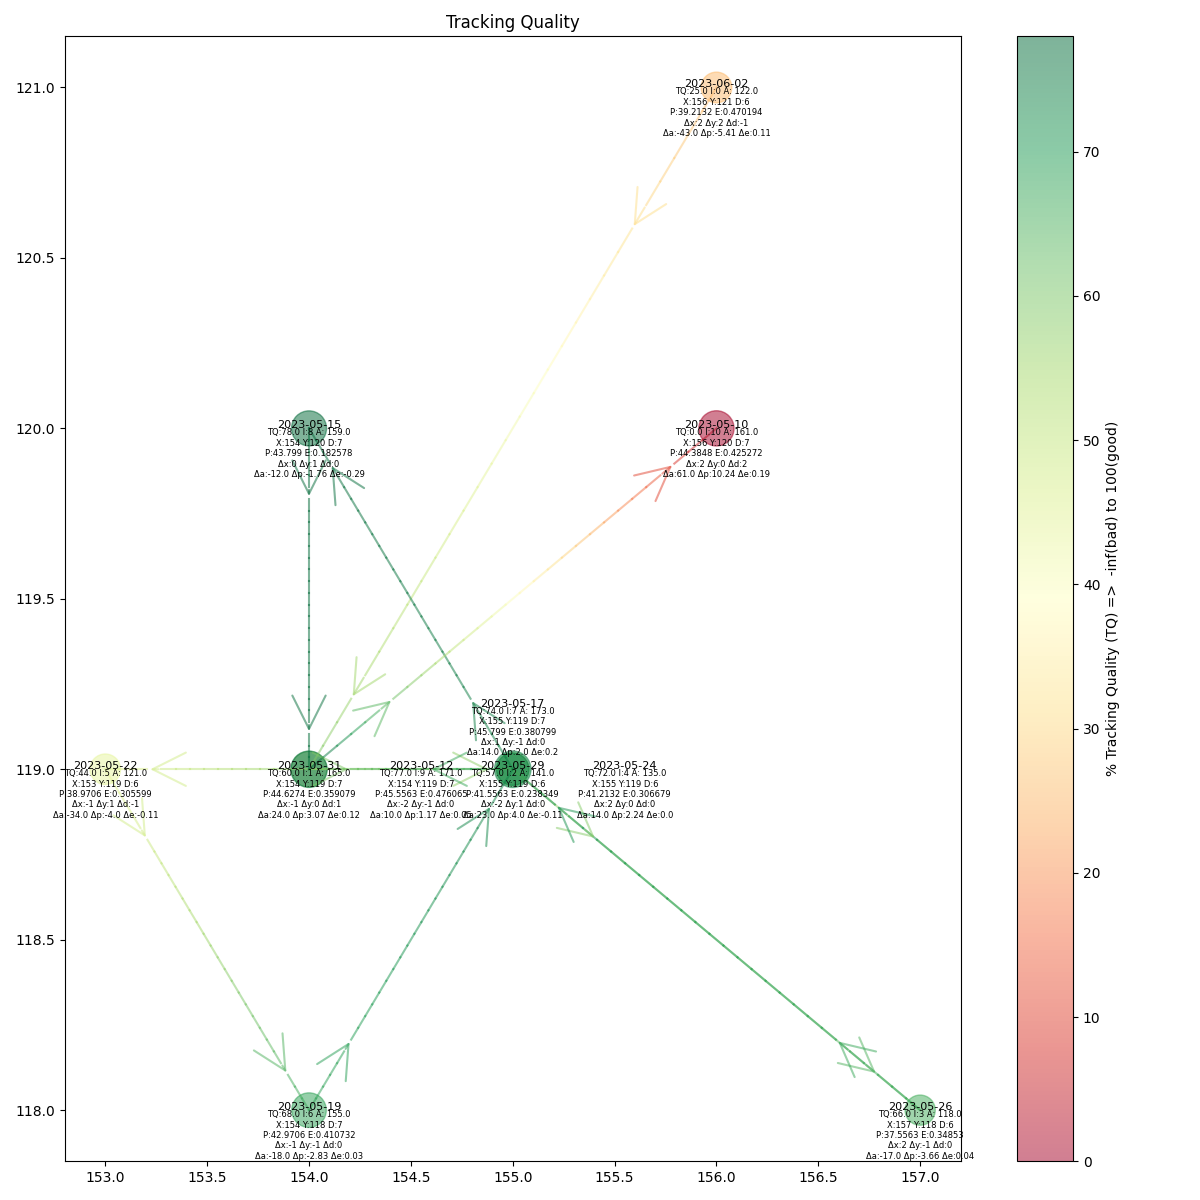 Tracking Quality
121.0
120.5
120.0
119.5
119.0
118.5
118.0
153.0
153.5
154.0
154.5
155.0
155.5
156.0
156.5
157.0
2023-06-02
TQ:25.0 I:0 A: 122.0
X:156 Y:121 D:6
P:39.2132 E:0.470194
Δx:2 Δy:2 Δd:-1
Δa:-43.0 Δp:-5.41 Δe:0.11
2023-05-15
TQ:78.0 I:8 A: 159.0
X:154 Y:120 D:7
P:43.799 E:0.182578
Δx:0 Δy:1 Δd:0
Δa:-12.0 Δp:-1.76 Δe:-0.29
2023-05-10
TQ:0.0 I:10 A: 161.0
X:156 Y:120 D:7
P:44.3848 E:0.425272
Δx:2 Δy:0 Δd:2
Δa:61.0 Δp:10.24 Δe:0.19
2023-05-17
TQ:74.0 I:7 A: 173.0
X:155 Y:119 D:7
P:45.799 E:0.380799
Δx:1 Δy:-1 Δd:0
Δa:14.0 Δp:2.0 Δe:0.2
2023-05-22
TQ:44.0 I:5 A: 121.0
X:153 Y:119 D:6
P:38.9706 E:0.305599
Δx:-1 Δy:1 Δd:-1
Δa:-34.0 Δp:-4.0 Δe:-0.11
2023-05-31
TQ:60.0 I:1 A: 165.0
X:154 Y:119 D:7
P:44.6274 E:0.359079
Δx:-1 Δy:0 Δd:1
Δa:24.0 Δp:3.07 Δe:0.12
2023-05-12
TQ:77.0 I:9 A: 171.0
X:154 Y:119 D:7
P:45.5563 E:0.476065
Δx:-2 Δy:-1 Δd:0
Δa:10.0 Δp:1.17 Δe:0.05
2023-05-29
TQ:57.0 I:2 A: 141.0
X:155 Y:119 D:6
P:41.5563 E:0.238349
Δx:-2 Δy:1 Δd:0
Δa:23.0 Δp:4.0 Δe:-0.11
2023-05-24
TQ:72.0 I:4 A: 135.0
X:155 Y:119 D:6
P:41.2132 E:0.306679
Δx:2 Δy:0 Δd:0
Δa:14.0 Δp:2.24 Δe:0.0
2023-05-19
TQ:68.0 I:6 A: 155.0
X:154 Y:118 D:7
P:42.9706 E:0.410732
Δx:-1 Δy:-1 Δd:0
Δa:-18.0 Δp:-2.83 Δe:0.03
2023-05-26
TQ:66.0 I:3 A: 118.0
X:157 Y:118 D:6
P:37.5563 E:0.34853
Δx:2 Δy:-1 Δd:0
Δa:-17.0 Δp:-3.66 Δe:0.04
70
60
50
40
30
20
10
0
% Tracking Quality (TQ) =>  -inf(bad) to 100(good)